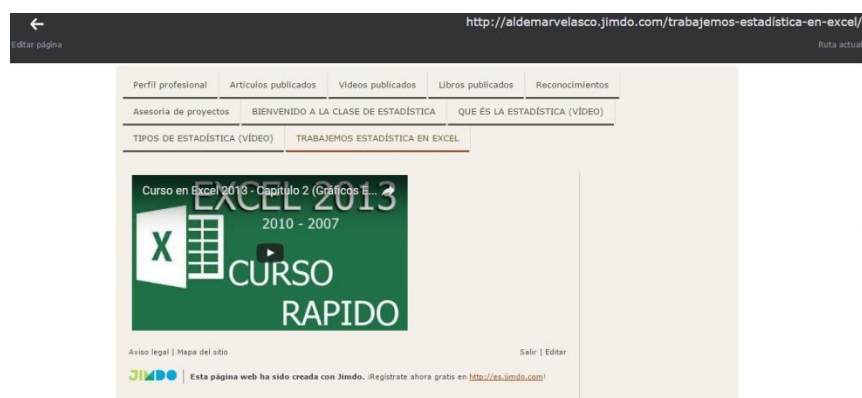 http://aldemarvelasco.jimdo.com/trabajemos-estadística-en-excel/
Editar página Ruta actual
Perfil profesional Artículos publicados Videos publicados Libros publicados Reconocimientos
Asesoria de proyectos BIENVENIDO A LA CLASE DE ESTADÍSTICA QUE ÉS LA ESTADÍSTICA (VÍDEO)
TIPOS DE ESTADÍSTICA (VÍDEO) TRABAJEMOS ESTADÍSTICA EN EXCEL
Curso en Excel 2013 - Capitulo 2 (Gráficos E...
EXCEL 2013
2010 - 2007
X
CURSO
RAPIDO
Aviso legal | Mapa del sitio Salir | Editar
JIMDO Esta página web ha sido creada con Jimdo. ¡Regístrate ahora gratis en http://es.jimdo.com!